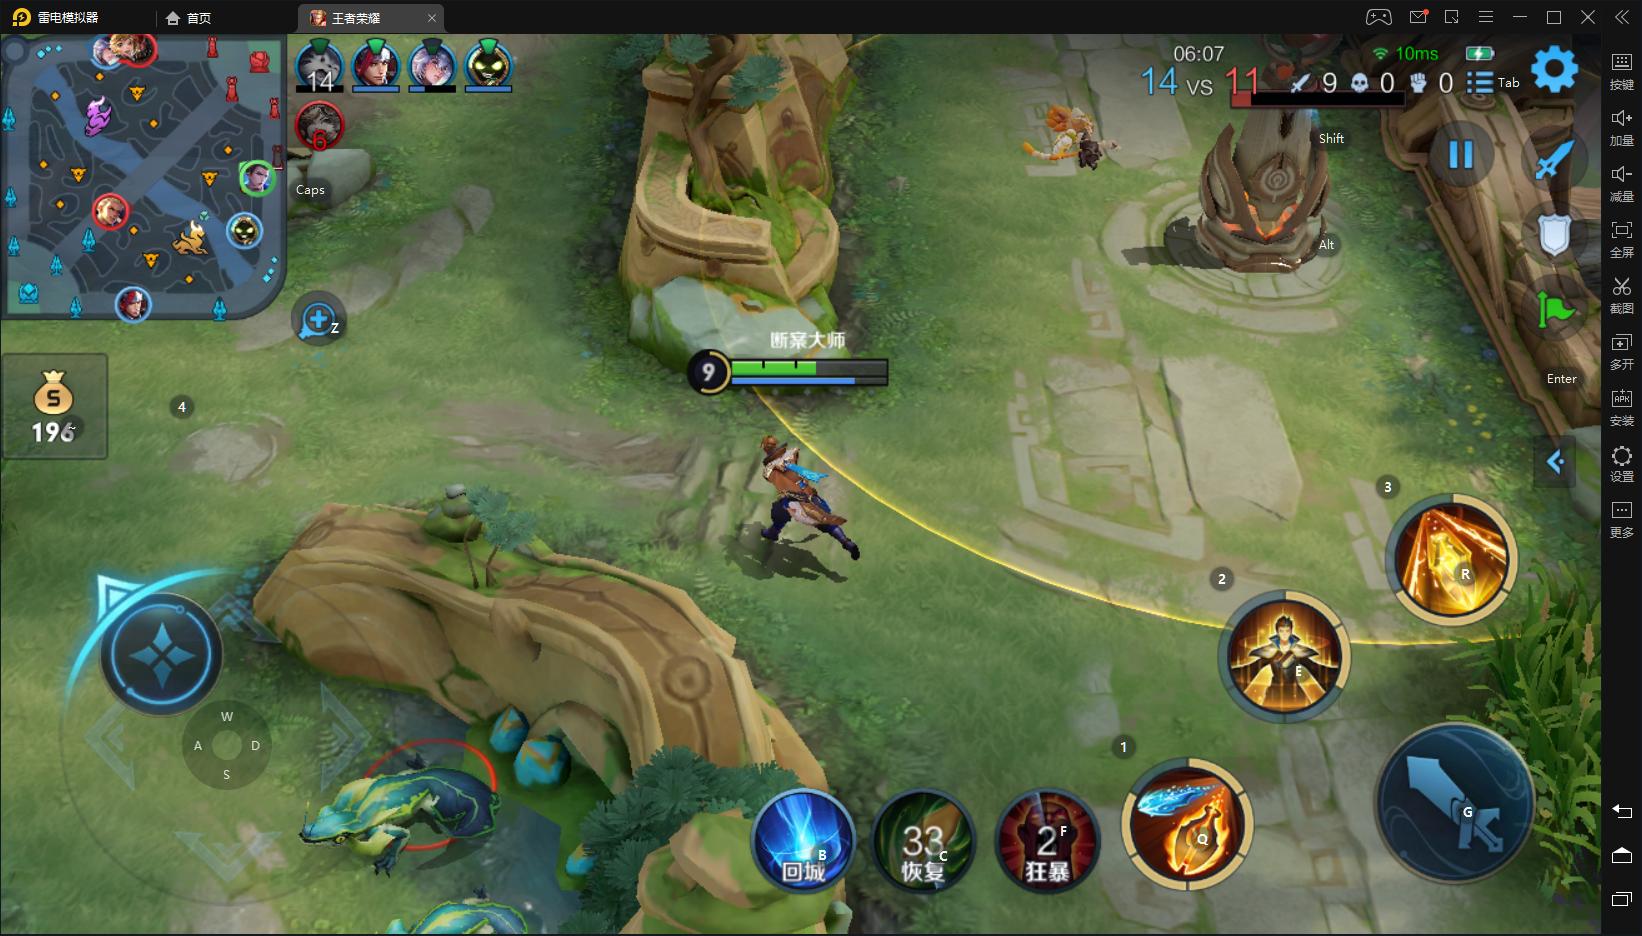 雷电模拟器
首页
王者荣耀
14
6
Caps
Z
06:07
10ms
14 vs 11
9 0 0
Tab
Shift
Alt
Enter
断案大师
9
S
196
~
4
3
R
2
E
1
Q
G
W
A D
S
B
回城
33
C
恢复
2
F
狂暴
按键
加量
减量
全屏
截图
多开
APK
安装
设置
更多